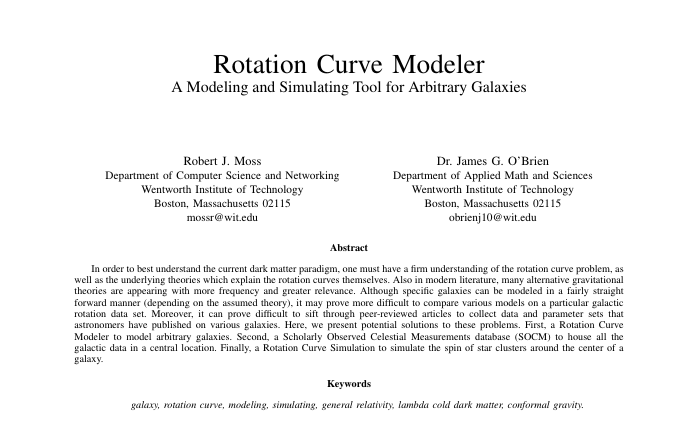 Rotation Curve Modeler
A Modeling and Simulating Tool for Arbitrary Galaxies
Robert J. Moss
Department of Computer Science and Networking
Wentworth Institute of Technology
Boston, Massachusetts 02115
mossr@wit.edu
Dr. James G. O'Brien
Department of Applied Math and Sciences
Wentworth Institute of Technology
Boston, Massachusetts 02115
obrienj10@wit.edu
Abstract
In order to best understand the current dark matter paradigm, one must have a firm understanding of the rotation curve problem, as
well as the underlying theories which explain the rotation curves themselves. Also in modern literature, many alternative gravitational
theories are appearing with more frequency and greater relevance. Although specific galaxies can be modeled in a fairly straight
forward manner (depending on the assumed theory), it may prove more difficult to compare various models on a particular galactic
rotation data set. Moreover, it can prove difficult to sift through peer-reviewed articles to collect data and parameter sets that
astronomers have published on various galaxies. Here, we present potential solutions to these problems. First, a Rotation Curve
Modeler to model arbitrary galaxies. Second, a Scholarly Observed Celestial Measurements database (SOCM) to house all the
galactic data in a central location. Finally, a Rotation Curve Simulation to simulate the spin of star clusters around the center of a
galaxy.
Keywords
galaxy, rotation curve, modeling, simulating, general relativity, lambda cold dark matter, conformal gravity.